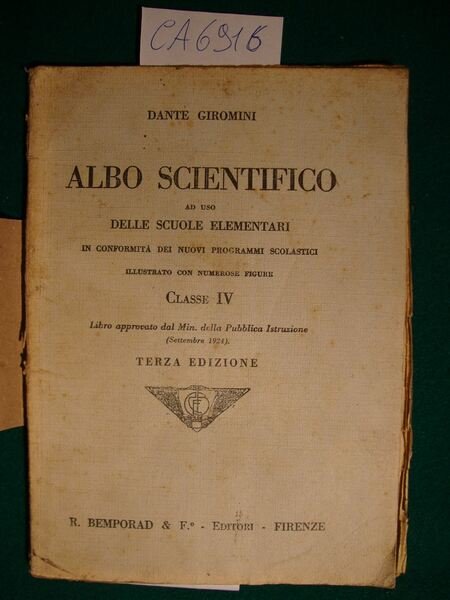 CA6916
DANTE GIROMINI
ALBO SCIENTIFICO
AD USO
DELLE SCUOLE ELEMENTARI
IN CONFORMITÀ DEI NUOVI PROGRAMMI SCOLASTICI
ILLUSTRATO CON NUMEROSE FIGURE
CLASSE IV
Libro approvato dal Min. della Pubblica Istruzione
(Settembre 1924).
TERZA EDIZIONE
R. BEMPORAD & F.º - EDITORI - FIRENZE